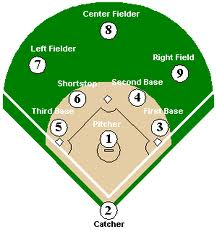 Center Fielder
8
Left Fielder
7
Right Field
9
Shortstop
6
Second Base
4
Third Base
5
Pitcher
1
First Base
3
2
Catcher